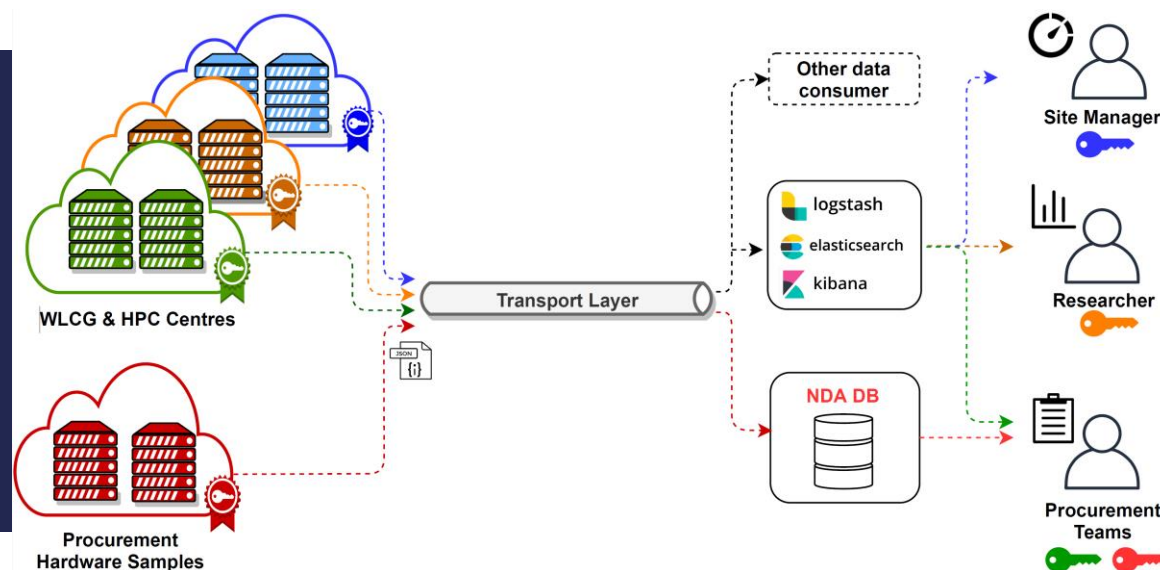 Other data
consumer
Site Manager
logstash
elasticsearch
kibana
Researcher
WLCG & HPC Centres
Transport Layer
JSON
{i}
NDA DB
Procurement
Hardware Samples
Procurement
Teams